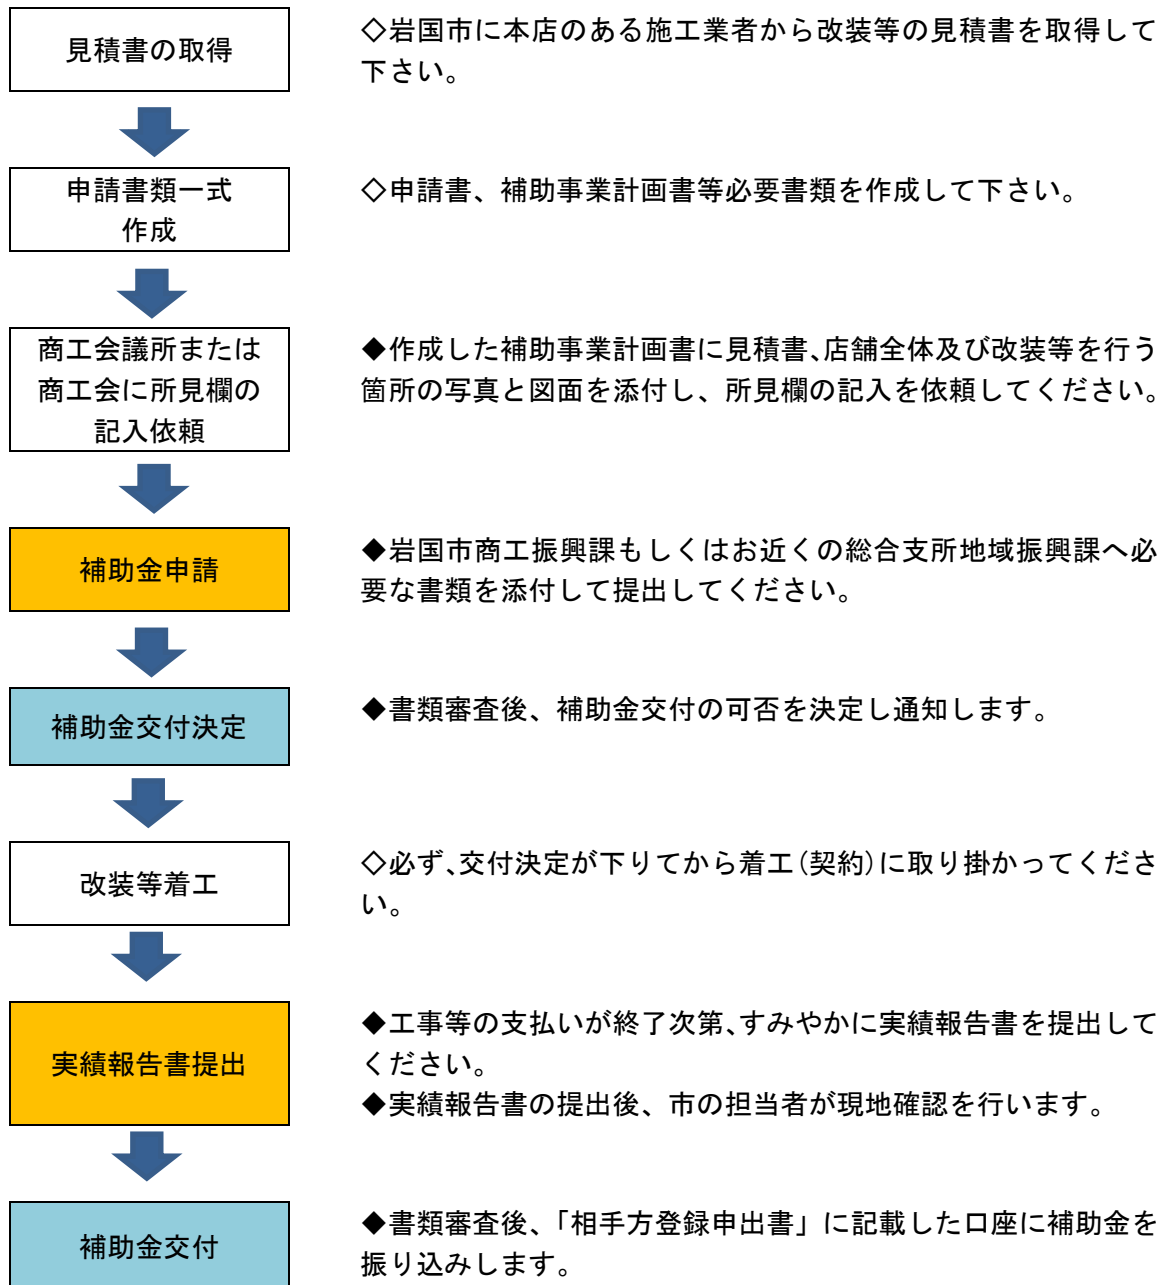 見積書の取得
◇岩国市に本店のある施工業者から改装等の見積書を取得して
下さい。
申請書類一式
作成
◇申請書、補助事業計画書等必要書類を作成して下さい。
商工会議所または
商工会に所見欄の
記入依頼
◆作成した補助事業計画書に見積書、店舗全体及び改装等を行う
箇所の写真と図面を添付し、所見欄の記入を依頼してください。
補助金申請
◆岩国市商工振興課もしくはお近くの総合支所地域振興課へ必
要な書類を添付して提出してください。
補助金交付決定
◆書類審査後、補助金交付の可否を決定し通知します。
改装等着工
◇必ず、交付決定が下りてから着工(契約)に取り掛かってくださ
い。
実績報告書提出
◆工事等の支払いが終了次第、すみやかに実績報告書を提出して
ください。
◆実績報告書の提出後、市の担当者が現地確認を行います。
補助金交付
◆書類審査後、「相手方登録申出書」に記載した口座に補助金を
振り込みします。